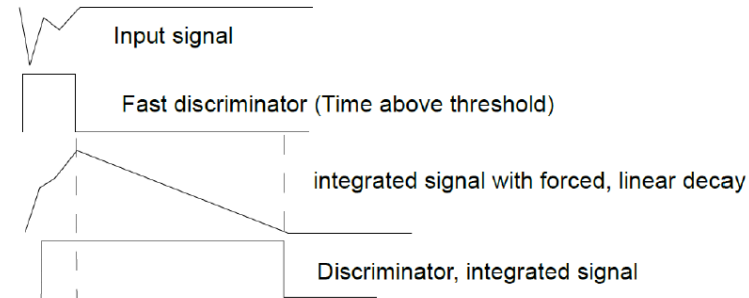 Input signal
Fast discriminator (Time above threshold)
integrated signal with forced, linear decay
Discriminator, integrated signal